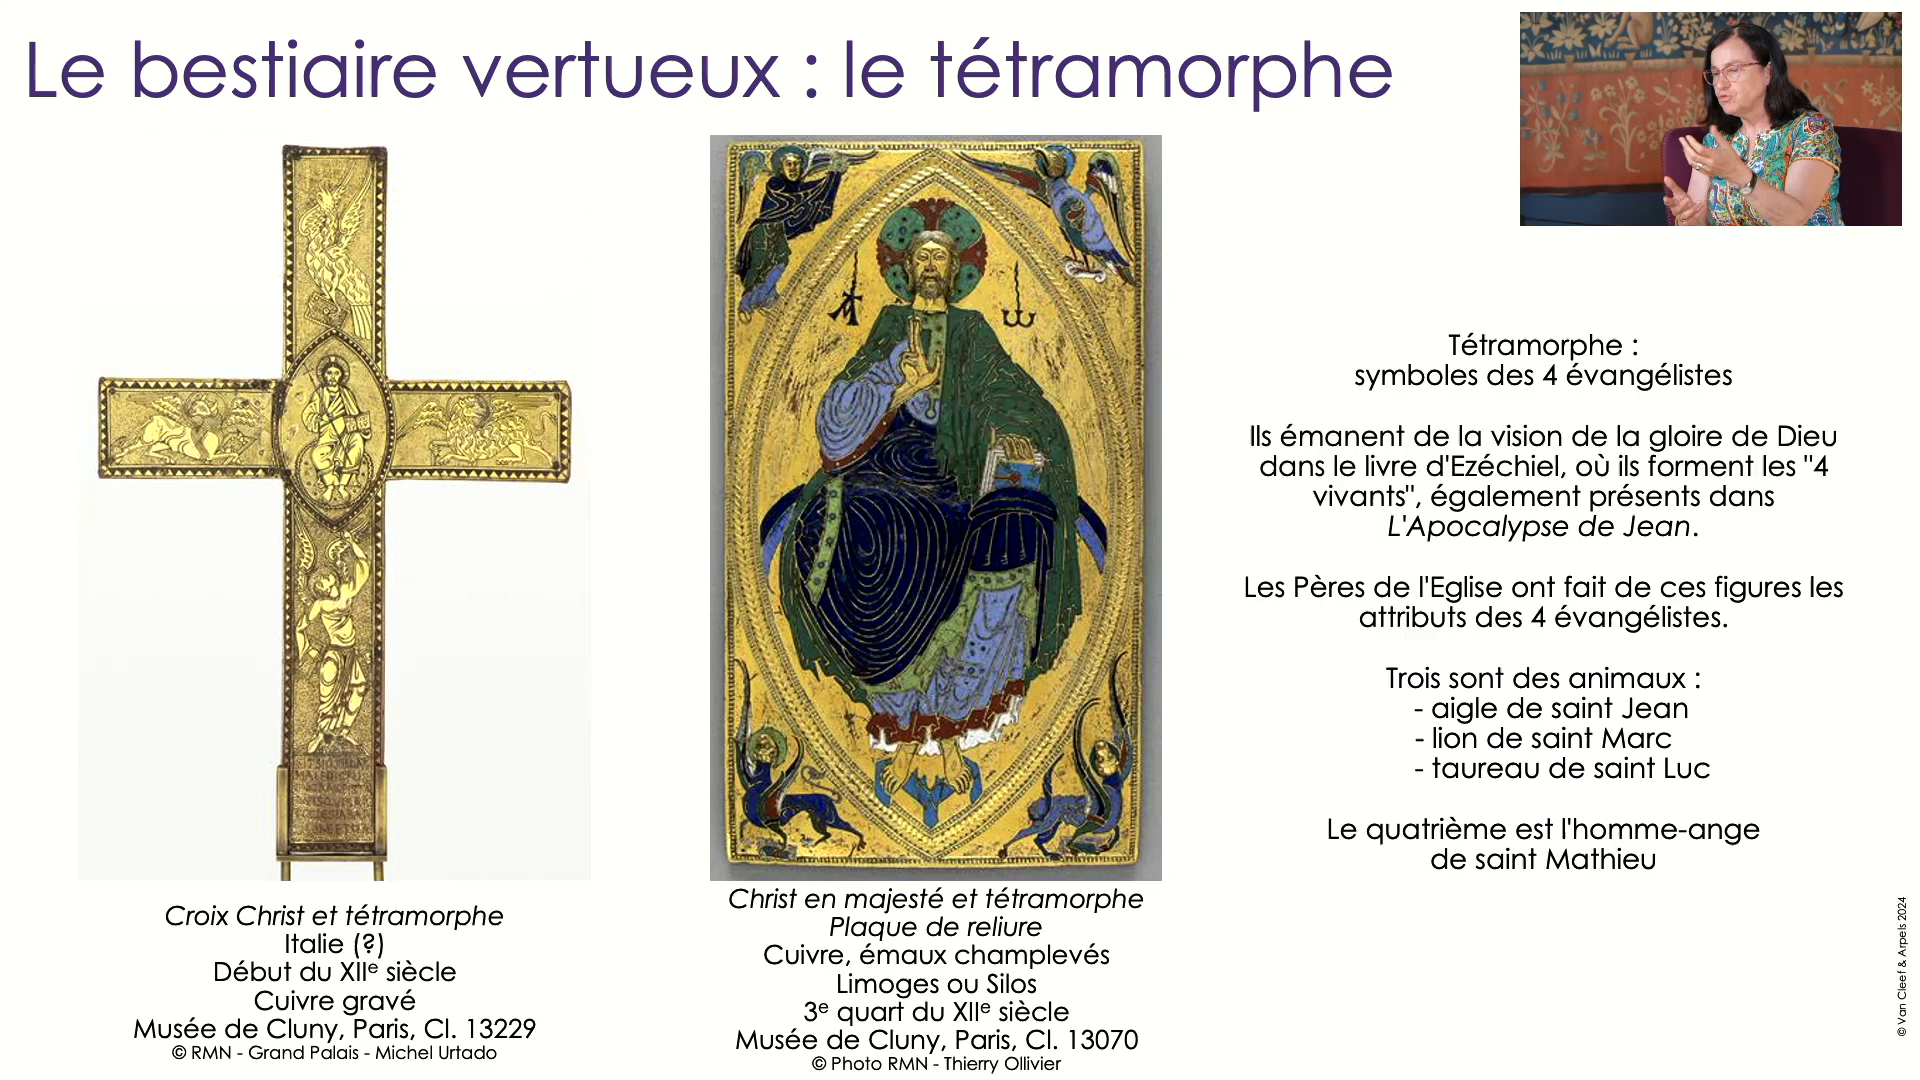 Le bestiaire vertueux : le tétramorphe
Tétramorphe :
symboles des 4 évangélistes
Ils émanent de la vision de la gloire de Dieu
dans le livre d'Ezéchiel, où ils forment les "4
vivants", également présents dans
L'Apocalypse de Jean.
Les Pères de l'Eglise ont fait de ces figures les
attributs des 4 évangélistes.
Trois sont des animaux :
- aigle de saint Jean
- lion de saint Marc
- taureau de saint Luc
Le quatrième est l'homme-ange
de saint Mathieu
Croix Christ et tétramorphe
Italie (?)
Début du XIIᵉ siècle
Cuivre gravé
Musée de Cluny, Paris, Cl. 13229
© RMN - Grand Palais - Michel Urtado
Christ en majesté et tétramorphe
Plaque de reliure
Cuivre, émaux champlevés
Limoges ou Silos
3ᵉ quart du XIIᵉ siècle
Musée de Cluny, Paris, Cl. 13070
© Photo RMN - Thierry Ollivier
© Van Cleef & Arpels 2024